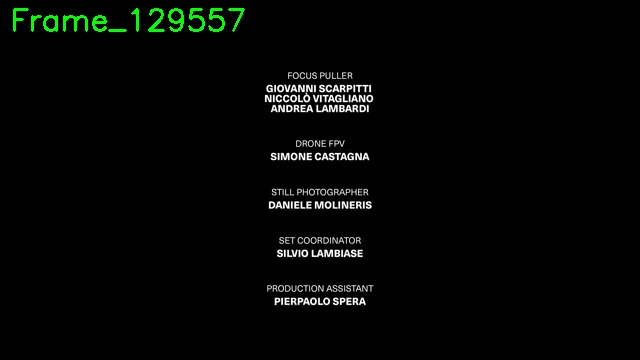 Frame_129557
FOCUS PULLER
GIOVANNI SCARPITTI
NICCOLÒ VITAGLIANO
ANDREA LAMBARDI
DRONE FPV
SIMONE CASTAGNA
STILL PHOTOGRAPHER
DANIELE MOLINERIS
SET COORDINATOR
SILVIO LAMBIASE
PRODUCTION ASSISTANT
PIERPAOLO SPERA